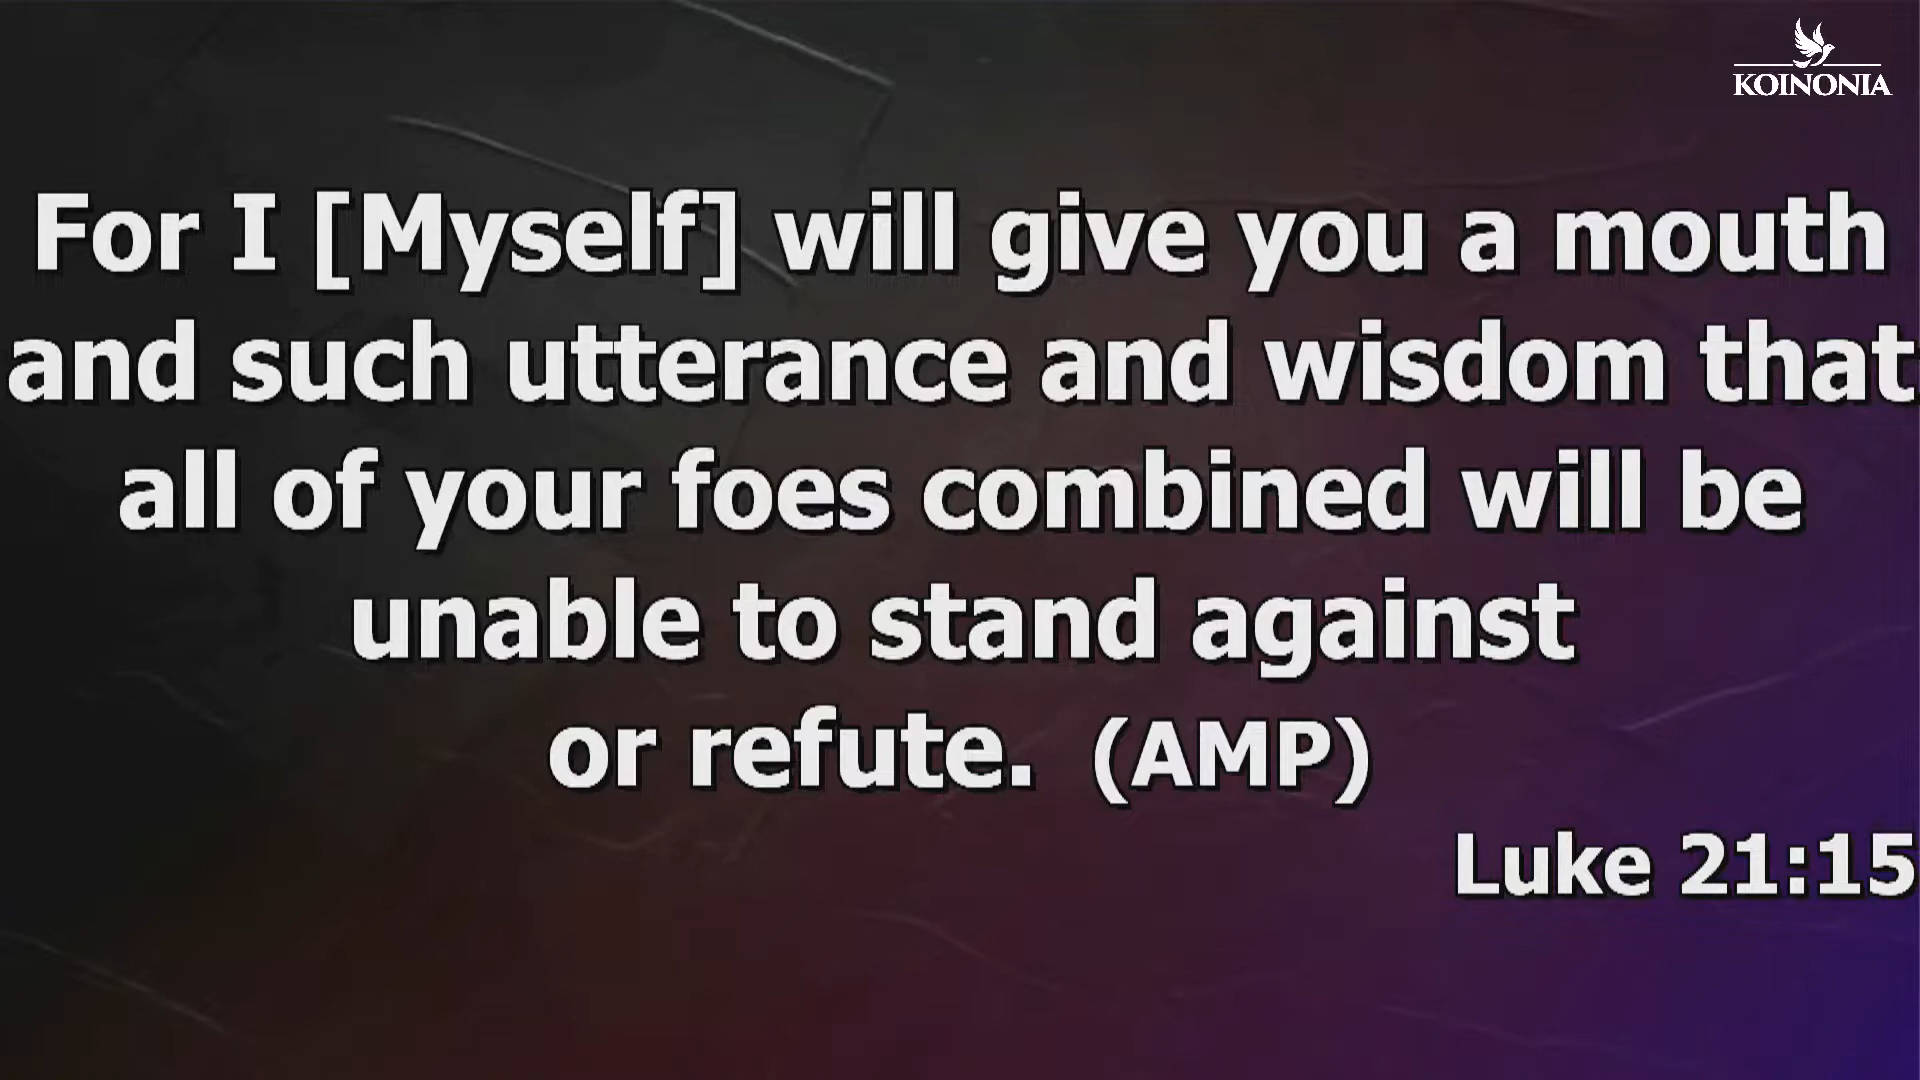 KOINONIA
For I [Myself] will give you a mouth
and such utterance and wisdom that
all of your foes combined will be
unable to stand against
or refute. (AMP)
Luke 21:15